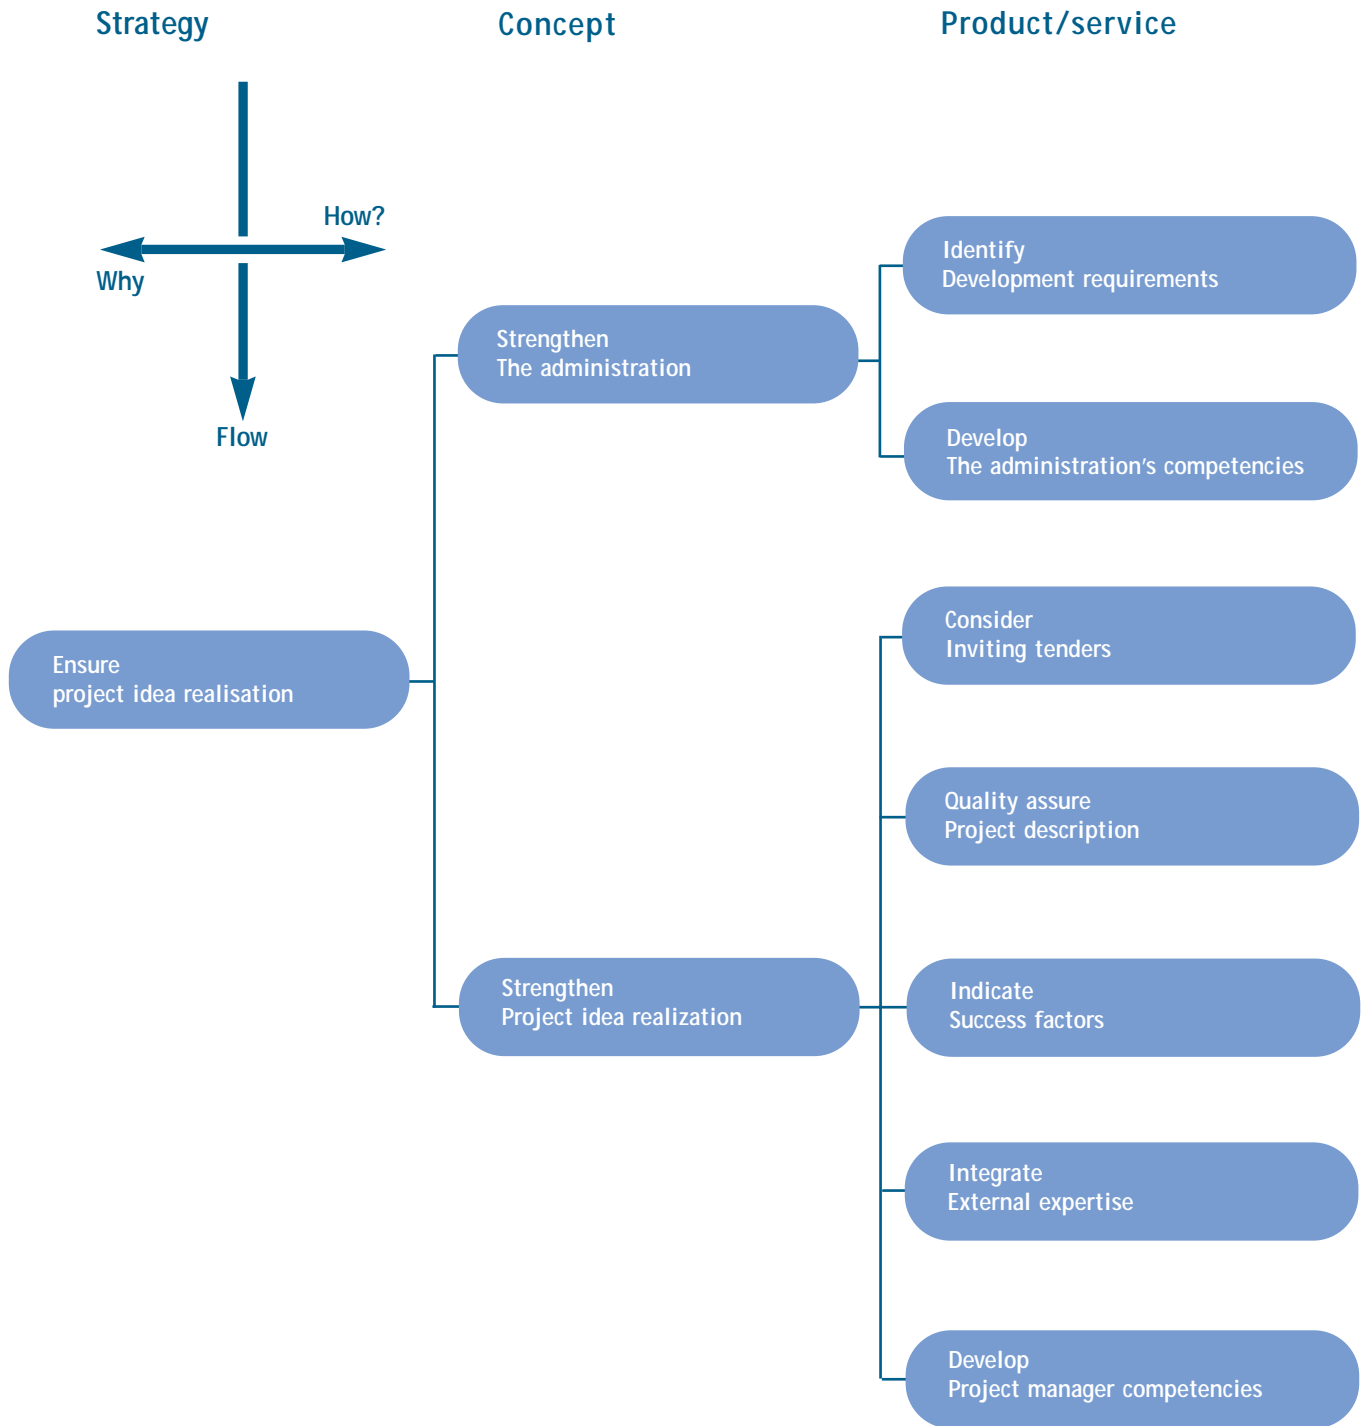 Strategy
Concept
Product/service
How?
Why
Flow
Identify
Development requirements
Strengthen
The administration
Develop
The administration's competencies
Consider
Inviting tenders
Ensure
project idea realisation
Quality assure
Project description
Strengthen
Project idea realization
Indicate
Success factors
Integrate
External expertise
Develop
Project manager competencies